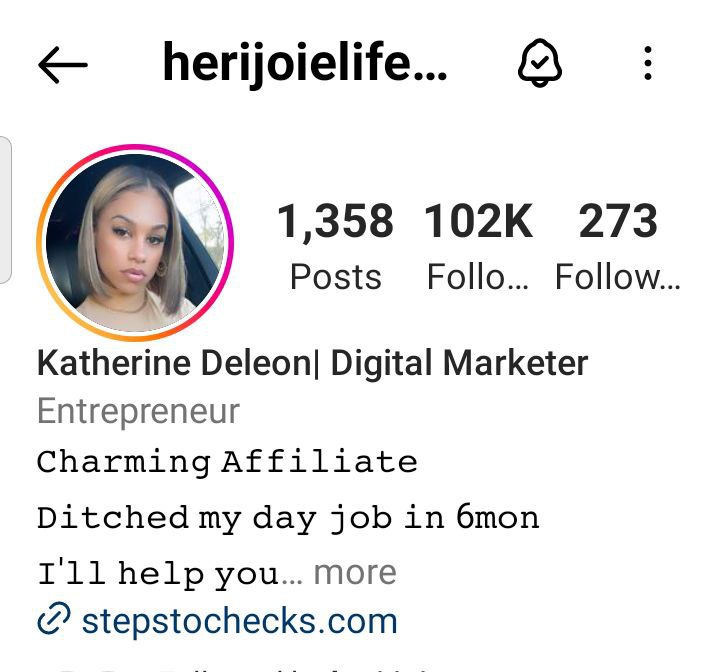 herijoielife...
1,358 102K 273
Posts Follo... Follow...
Katherine Deleon| Digital Marketer
Entrepreneur
Charming Affiliate
Ditched my day job in 6mon
I'll help you... more
stepstochecks.com